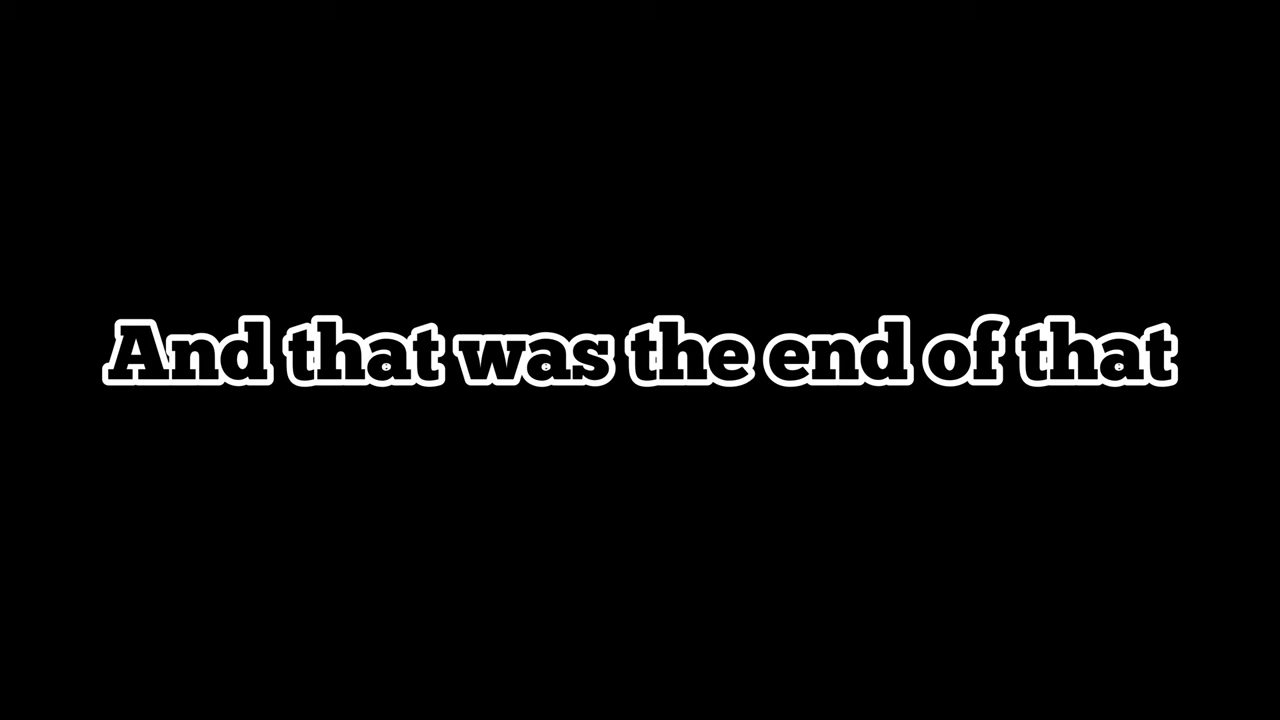 And that was the end of that